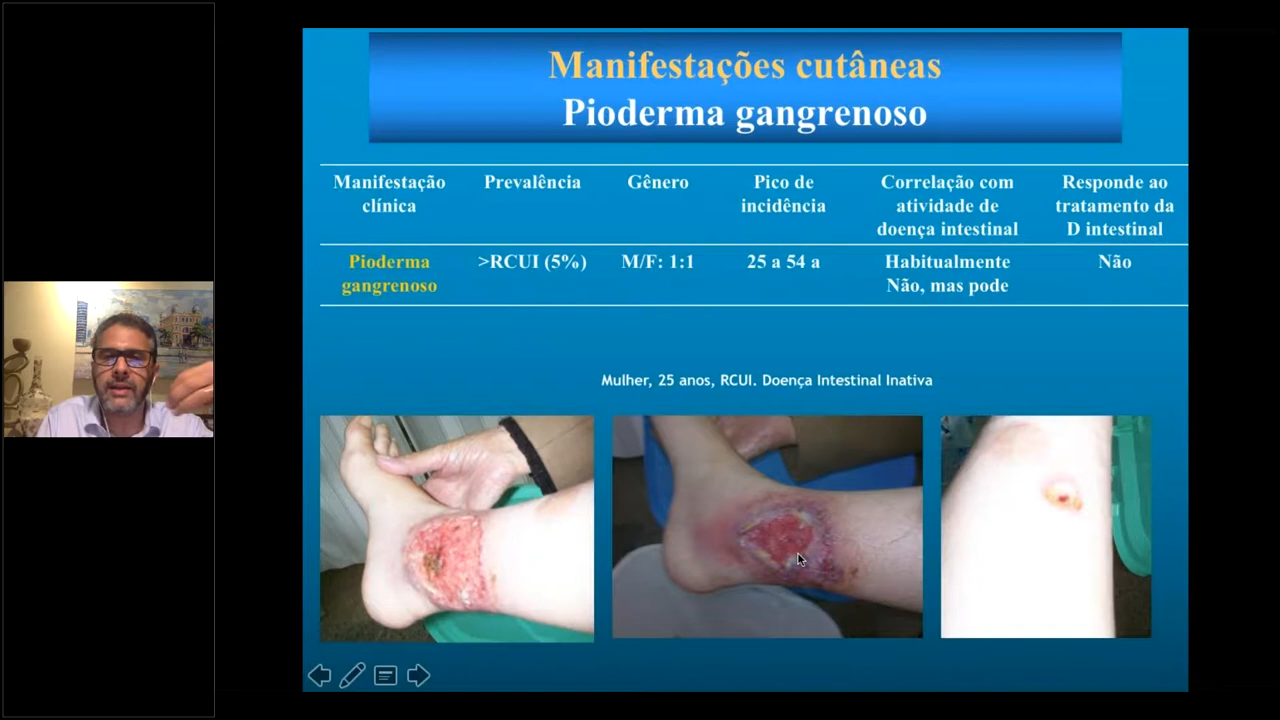 Manifestações cutâneas
Pioderma gangrenoso
Manifestação clínica
Prevalência
Gênero
Pico de incidência
Correlação com atividade de doença intestinal
Responde ao tratamento da D intestinal
Pioderma gangrenoso
>RCUI (5%)
M/F: 1:1
25 a 54 a
Habitualmente Não, mas pode
Não
Mulher, 25 anos, RCUI. Doença Intestinal Inativa